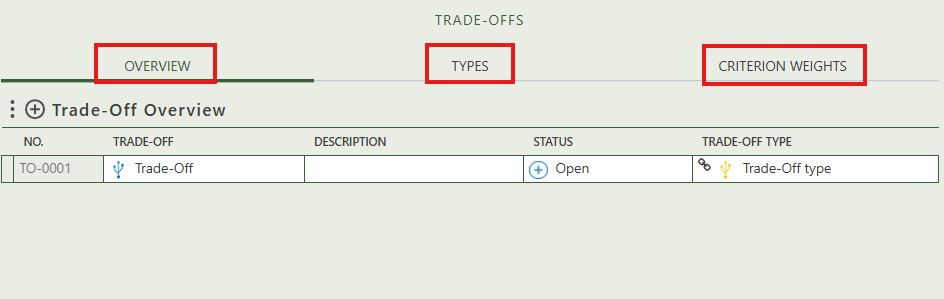 TRADE-OFFS
OVERVIEW TYPES CRITERION WEIGHTS
Trade-Off Overview
NO. TRADE-OFF DESCRIPTION STATUS TRADE-OFF TYPE
TO-0001 Trade-Off Open Trade-Off type